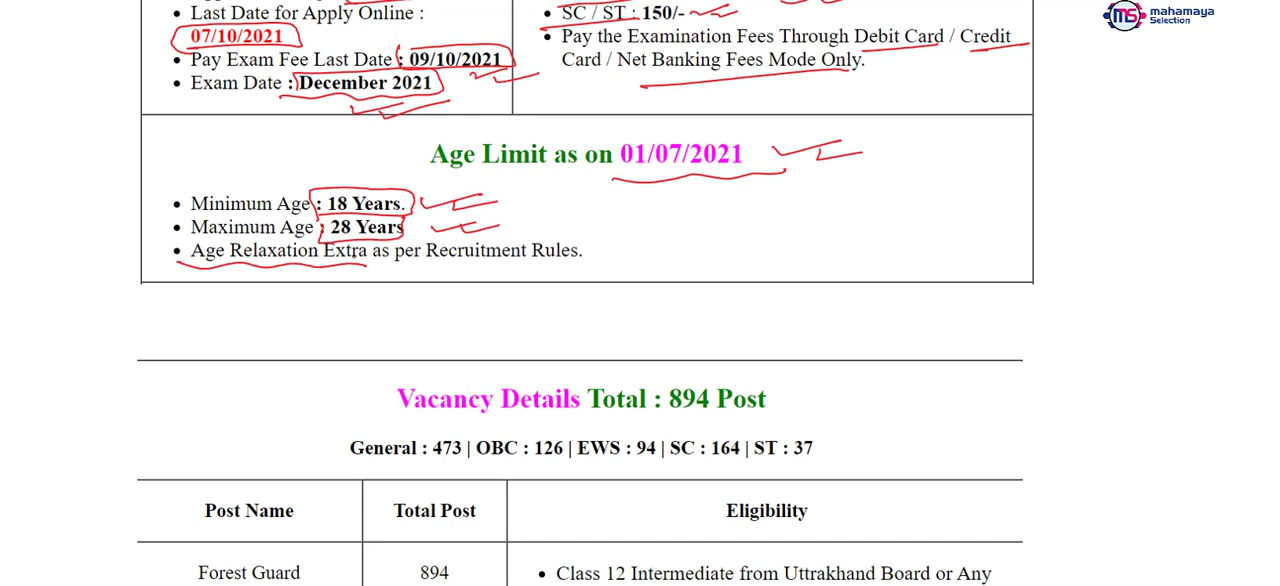 • Last Date for Apply Online :
07/10/2021
• Pay Exam Fee Last Date : 09/10/2021
• Exam Date : December 2021
• SC / ST : 150/-
• Pay the Examination Fees Through Debit Card / Credit
Card / Net Banking Fees Mode Only.
mahamaya
Selection
MS
Age Limit as on 01/07/2021
• Minimum Age : 18 Years.
• Maximum Age : 28 Years
• Age Relaxation Extra as per Recruitment Rules.
Vacancy Details Total : 894 Post
General : 473 | OBC : 126 | EWS : 94 | SC : 164 | ST : 37
Post Name
Total Post
Eligibility
Forest Guard
894
• Class 12 Intermediate from Uttrakhand Board or Any